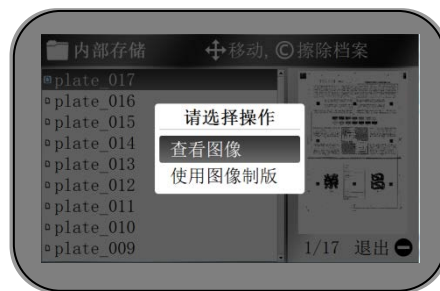 内部存储 移动, ©擦除档案
plate_017
plate_016
plate_015
plate_014
plate_013
plate_012
plate_011
plate_010
plate_009
请选择操作
查看图像
使用图像制版
1/17 退出